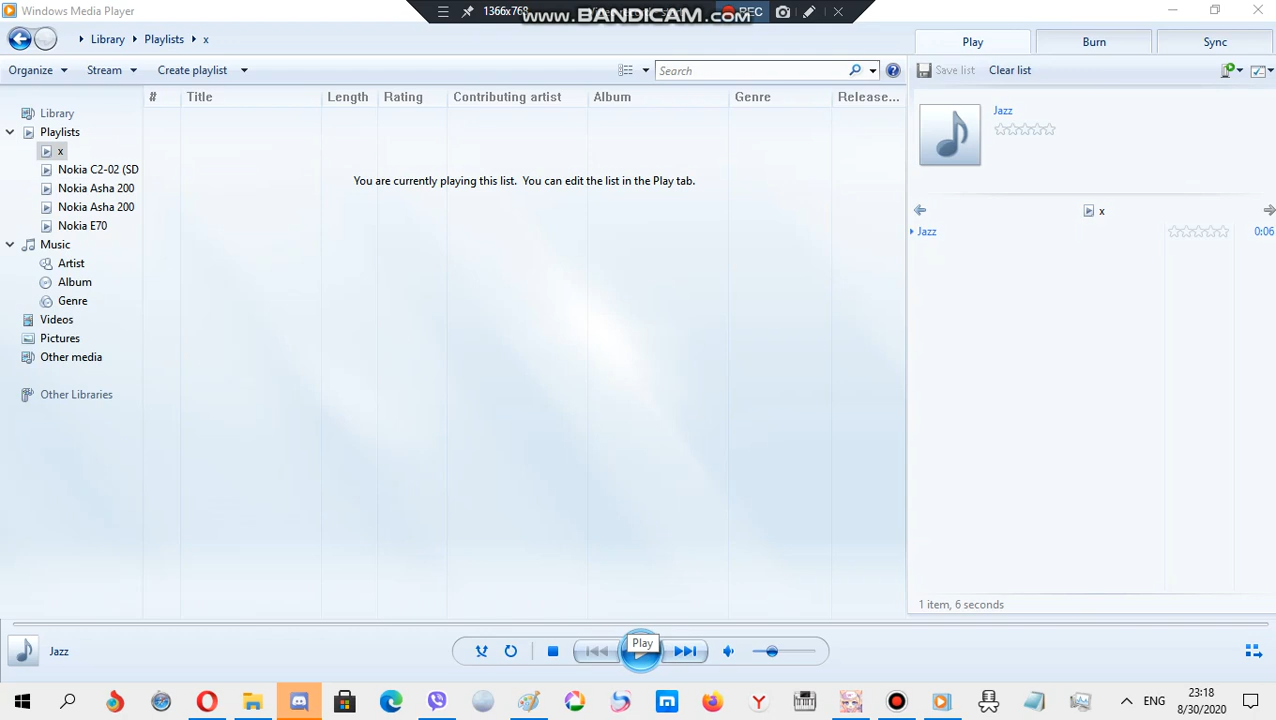 Windows Media Player
1366x768
www.BANDICAM.com
REC
Library
Playlists
x
Play
Burn
Sync
Organize
Stream
Create playlist
Search
Save list
Clear list
#
Title
Length
Rating
Contributing artist
Album
Genre
Release...
Library
Playlists
x
Nokia C2-02 (SD
Nokia Asha 200
Nokia Asha 200
Nokia E70
Music
Artist
Album
Genre
Videos
Pictures
Other media
Other Libraries
You are currently playing this list. You can edit the list in the Play tab.
Jazz
x
Jazz
0:06
1 item, 6 seconds
Jazz
Play
ENG
23:18
8/30/2020